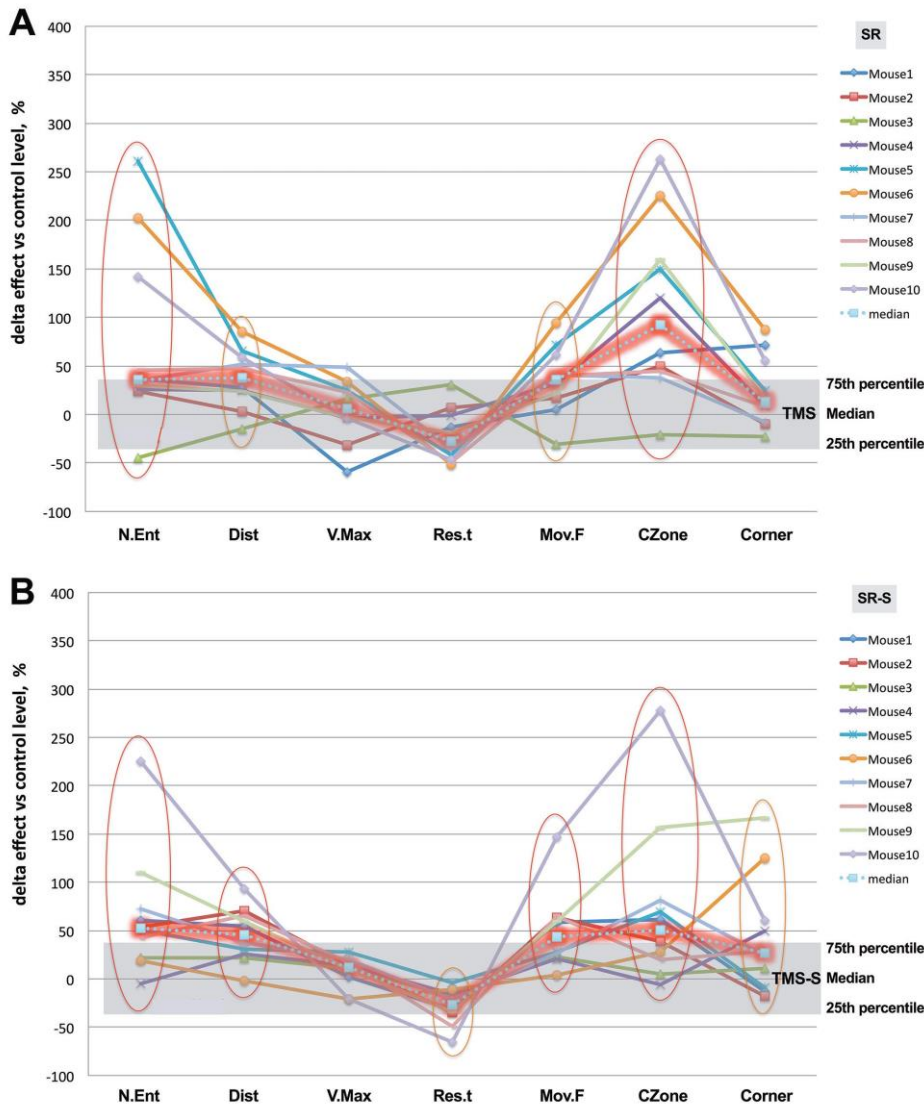 A
SR
delta effect vs control level, %
400
350
300
250
200
150
100
50
0
-50
-100
Mouse1
Mouse2
Mouse3
Mouse4
Mouse5
Mouse6
Mouse7
Mouse8
Mouse9
Mouse10
median
75th percentile
TMS Median
25th percentile
N.Ent Dist V.Max Res.t Mov.F CZone Corner
B
SR-S
delta effect vs control level, %
400
350
300
250
200
150
100
50
0
-50
-100
Mouse1
Mouse2
Mouse3
Mouse4
Mouse5
Mouse6
Mouse7
Mouse8
Mouse9
Mouse10
median
75th percentile
TMS-S Median
25th percentile
N.Ent Dist V.Max Res.t Mov.F CZone Corner